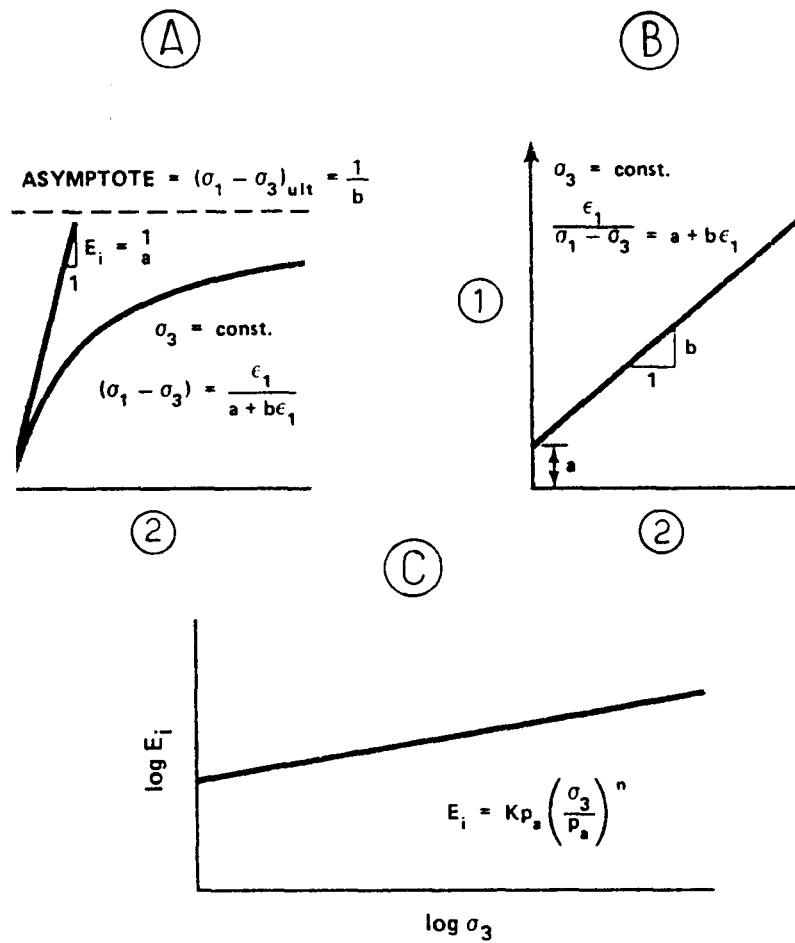 A
B
ASYMPTOTE = (σ₁ − σ₃)ᵤₗₜ = 1/b
Eᵢ = 1/a
1
σ₃ = const.
(σ₁ − σ₃) = ϵ₁/(a + bϵ₁)
2
σ₃ = const.
ϵ₁/(σ₁ − σ₃) = a + bϵ₁
1
b
1
a
2
C
log Eᵢ
Eᵢ = Kpₐ(σ₃/pₐ)ⁿ
log σ₃